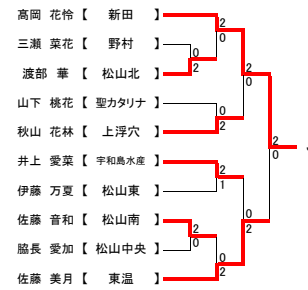 髙岡 花怜【 新田 】
三瀬 菜花【 野村 】
渡部 華【 松山北 】
山下 桃花【 聖カタリナ 】
秋山 花林【 上浮穴 】
井上 愛菜【 宇和島水産 】
伊藤 万夏【 松山東 】
佐藤 音和【 松山南 】
脇長 愛加【 松山中央 】
佐藤 美月【 東温 】
2
0
0
2
2
0
0
2
2
0
2
1
0
2
2
0
0
2